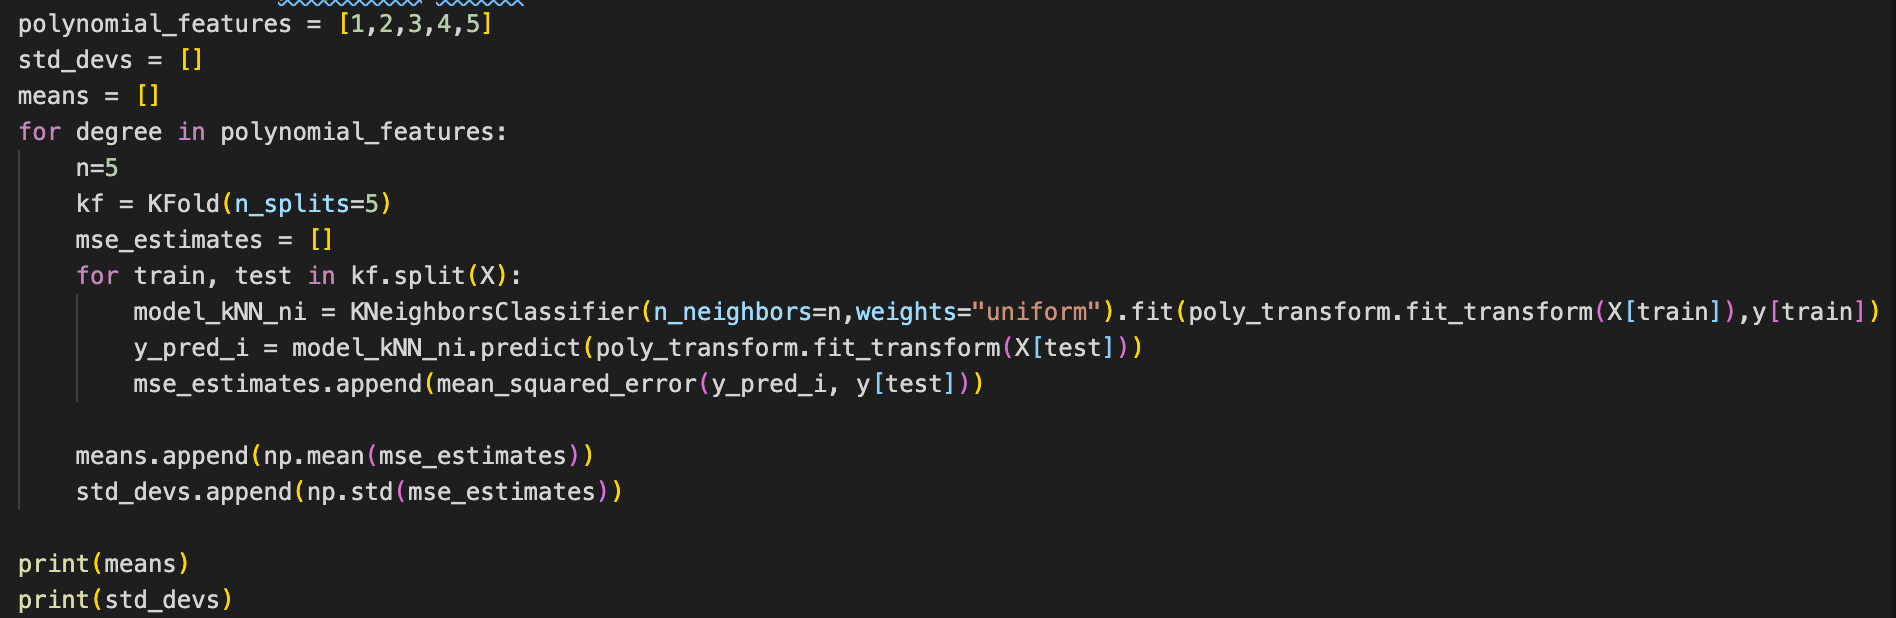 polynomial_features = [1,2,3,4,5]
std_devs = []
means = []
for degree in polynomial_features:
    n=5
    kf = KFold(n_splits=5)
    mse_estimates = []
    for train, test in kf.split(X):
        model_kNN_ni = KNeighborsClassifier(n_neighbors=n,weights="uniform").fit(poly_transform.fit_transform(X[train]),y[train])
        y_pred_i = model_kNN_ni.predict(poly_transform.fit_transform(X[test]))
        mse_estimates.append(mean_squared_error(y_pred_i, y[test]))
    means.append(np.mean(mse_estimates))
    std_devs.append(np.std(mse_estimates))
print(means)
print(std_devs)